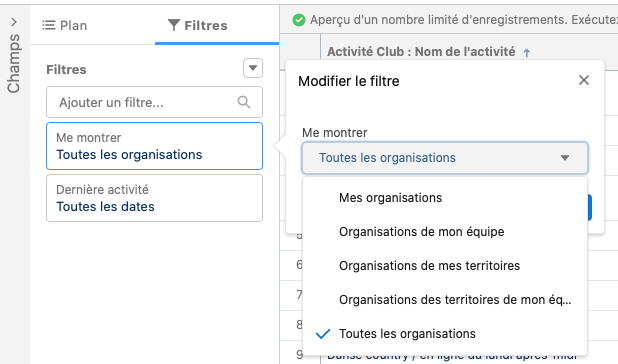 Champs
Plan
Filtres
Filtres
Ajouter un filtre...
Me montrer
Toutes les organisations
Dernière activité
Toutes les dates
Aperçu d'un nombre limité d'enregistrements. Exécutez
Activité Club : Nom de l'activité
Modifier le filtre
Me montrer
Toutes les organisations
Mes organisations
Organisations de mon équipe
Organisations de mes territoires
Organisations des territoires de mon éq...
Toutes les organisations
5
6
7
8
9
Danse country / en ligne du lundi après-midi